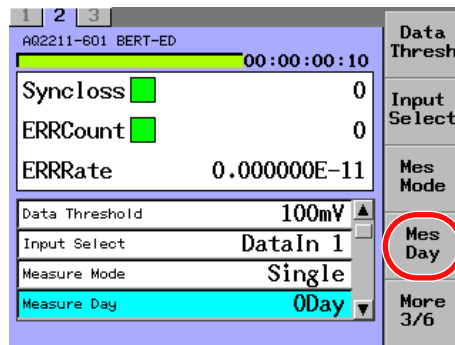 1 2 3
AQ2211-601 BERT-ED
00:00:00:10
Syncloss 0
ERRCount 0
ERRRate 0.000000E-11
Data Threshold 100mV
Input Select DataIn 1
Measure Mode Single
Measure Day 0Day
Data
Thresh
Input
Select
Mes
Mode
Mes
Day
More
3/6